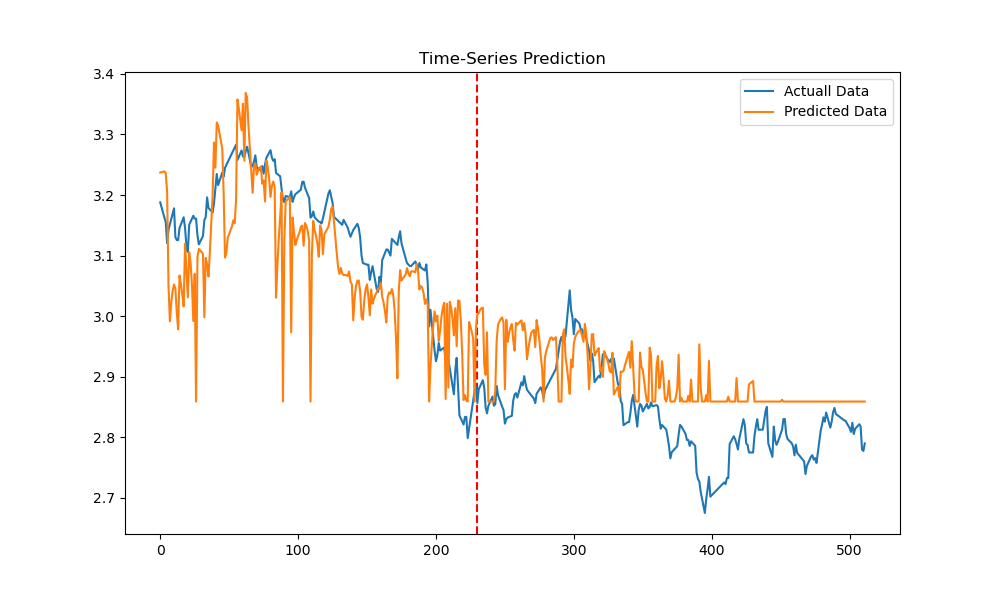 Time-Series Prediction
Actuall Data
Predicted Data
3.4
3.3
3.2
3.1
3.0
2.9
2.8
2.7
0 100 200 300 400 500